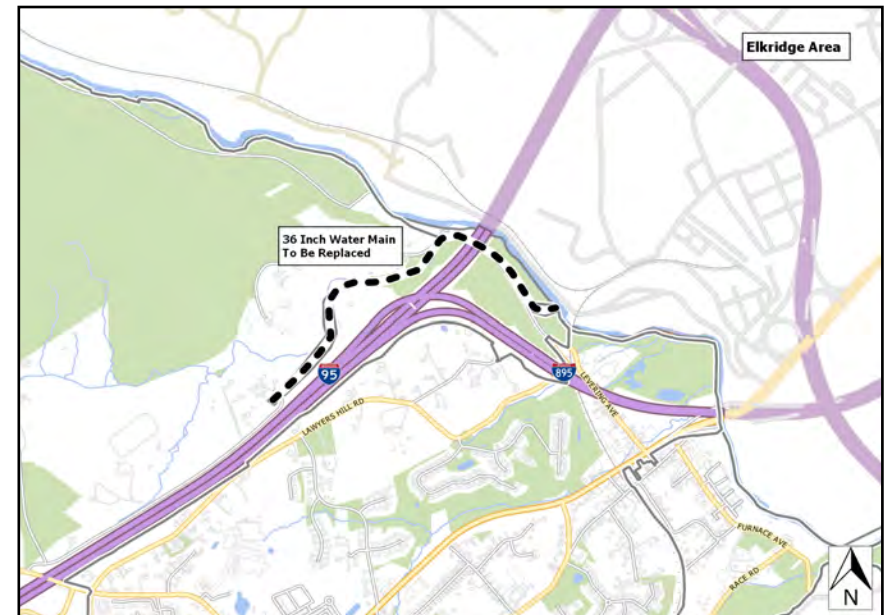 Elkridge Area
36 Inch Water Main
To Be Replaced
95
895
LEVERING AVE
LAWYERS HILL RD
FURNACE AVE
RACE RD
N